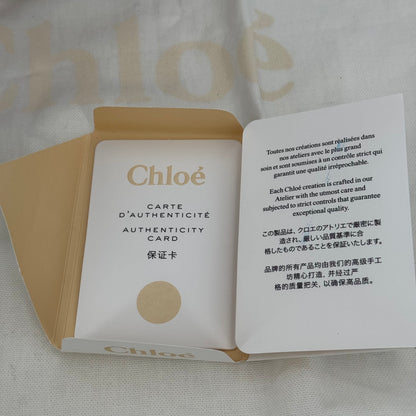 Chloé
Chloé
CARTE
D'AUTHENTICITÉ
AUTHENTICITY
CARD
保证卡
Chloé
Toutes nos créations sont réalisées dans
nos ateliers avec le plus grand
soin et soumises à un contrôle strict qui
garantit une qualité irréprochable.
Each Chloé creation is crafted in our
Atelier with the utmost care and
subjected to strict controls that guarantee
exceptional quality.
この製品は、クロエのアトリエで厳密に製
造され、厳しい品質基準に合
格したものであることを保証いたします。
品牌的所有产品均由我们的高级手工
坊精心打造，并经过严
格的质量把关，以确保高品质。